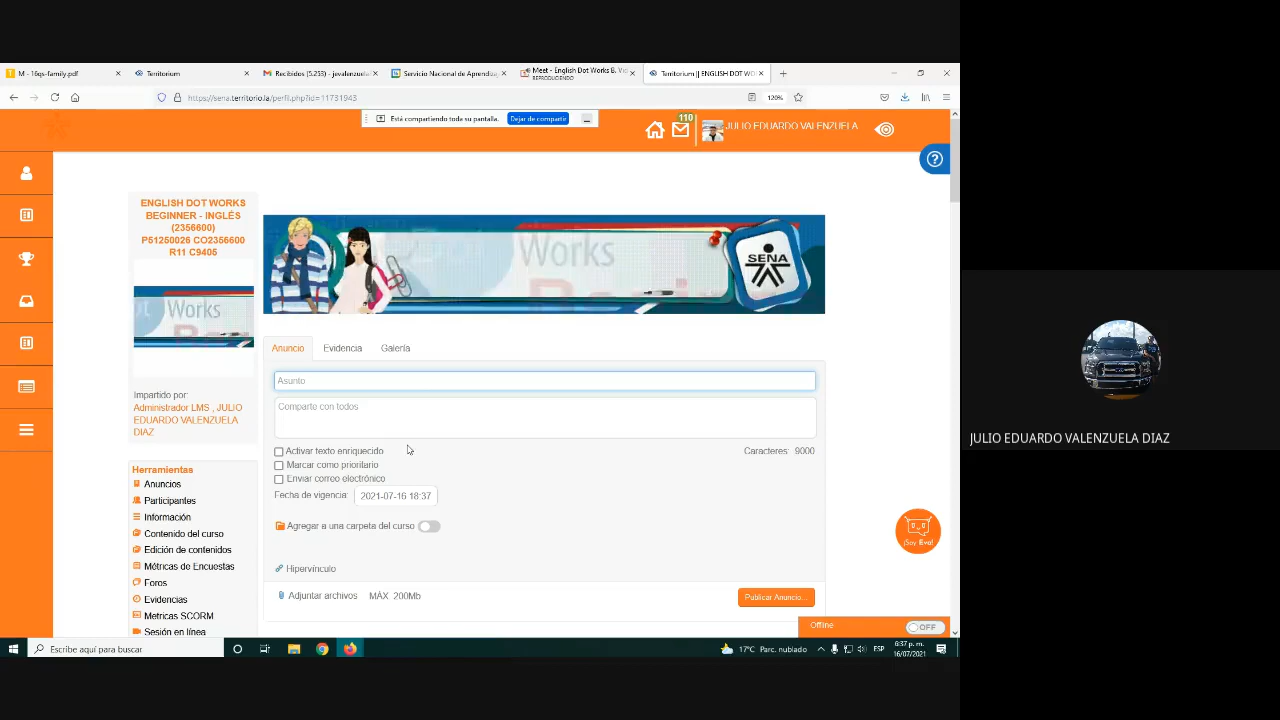 M - 16qs-family.pdf
Territorium
Recibidos (5.253) - jevalenzuela
Servicio Nacional de Aprendizaj
Meet - English Dot Works B. Vie
REPRODUCIENDO
Territorium || ENGLISH DOT WO
https://sena.territorio.la/perfil.php?id=11731943
120%
Está compartiendo toda su pantalla.
Dejar de compartir
110
JULIO EDUARDO VALENZUELA
ENGLISH DOT WORKS
BEGINNER - INGLÉS
(2356600)
P51250026 CO2356600
R11 C9405
Works
SENA
Works
Anuncio
Evidencia
Galería
Asunto
Comparte con todos
Impartido por:
Administrador LMS , JULIO
EDUARDO VALENZUELA
DIAZ
JULIO EDUARDO VALENZUELA DIAZ
Activar texto enriquecido
Caracteres: 9000
Marcar como prioritario
Enviar correo electrónico
Fecha de vigencia: 2021-07-16 18:37
Agregar a una carpeta del curso
Hipervínculo
Adjuntar archivos MÁX 200Mb
Publicar Anuncio...
Herramientas
Anuncios
Participantes
Información
Contenido del curso
Edición de contenidos
Métricas de Encuestas
Foros
Evidencias
Metricas SCORM
Sesión en línea
¡Soy Eva!
Offline
OFF
Escribe aquí para buscar
17°C Parc. nublado
ESP
6:37 p. m.
16/07/2021